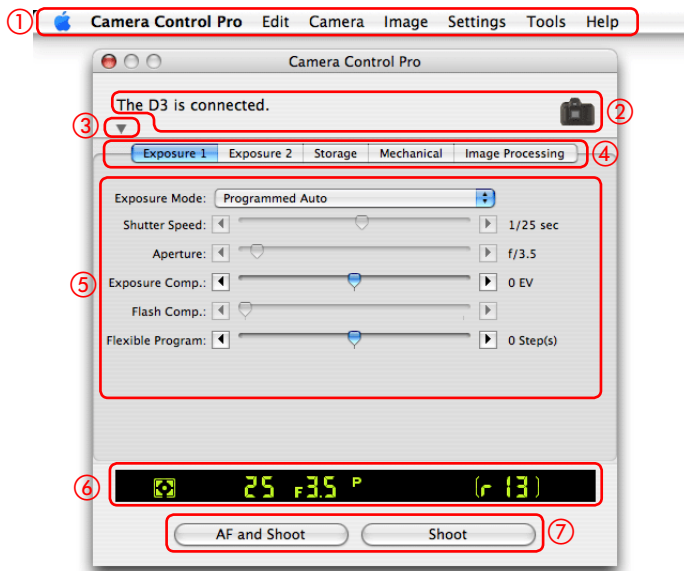 ① Camera Control Pro Edit Camera Image Settings Tools Help
Camera Control Pro
The D3 is connected.
②
③
Exposure 1 Exposure 2 Storage Mechanical Image Processing ④
⑤
Exposure Mode: Programmed Auto
Shutter Speed: 1/25 sec
Aperture: f/3.5
Exposure Comp.: 0 EV
Flash Comp.:
Flexible Program: 0 Step(s)
⑥ 25 F3.5 P (r 13)
AF and Shoot Shoot ⑦